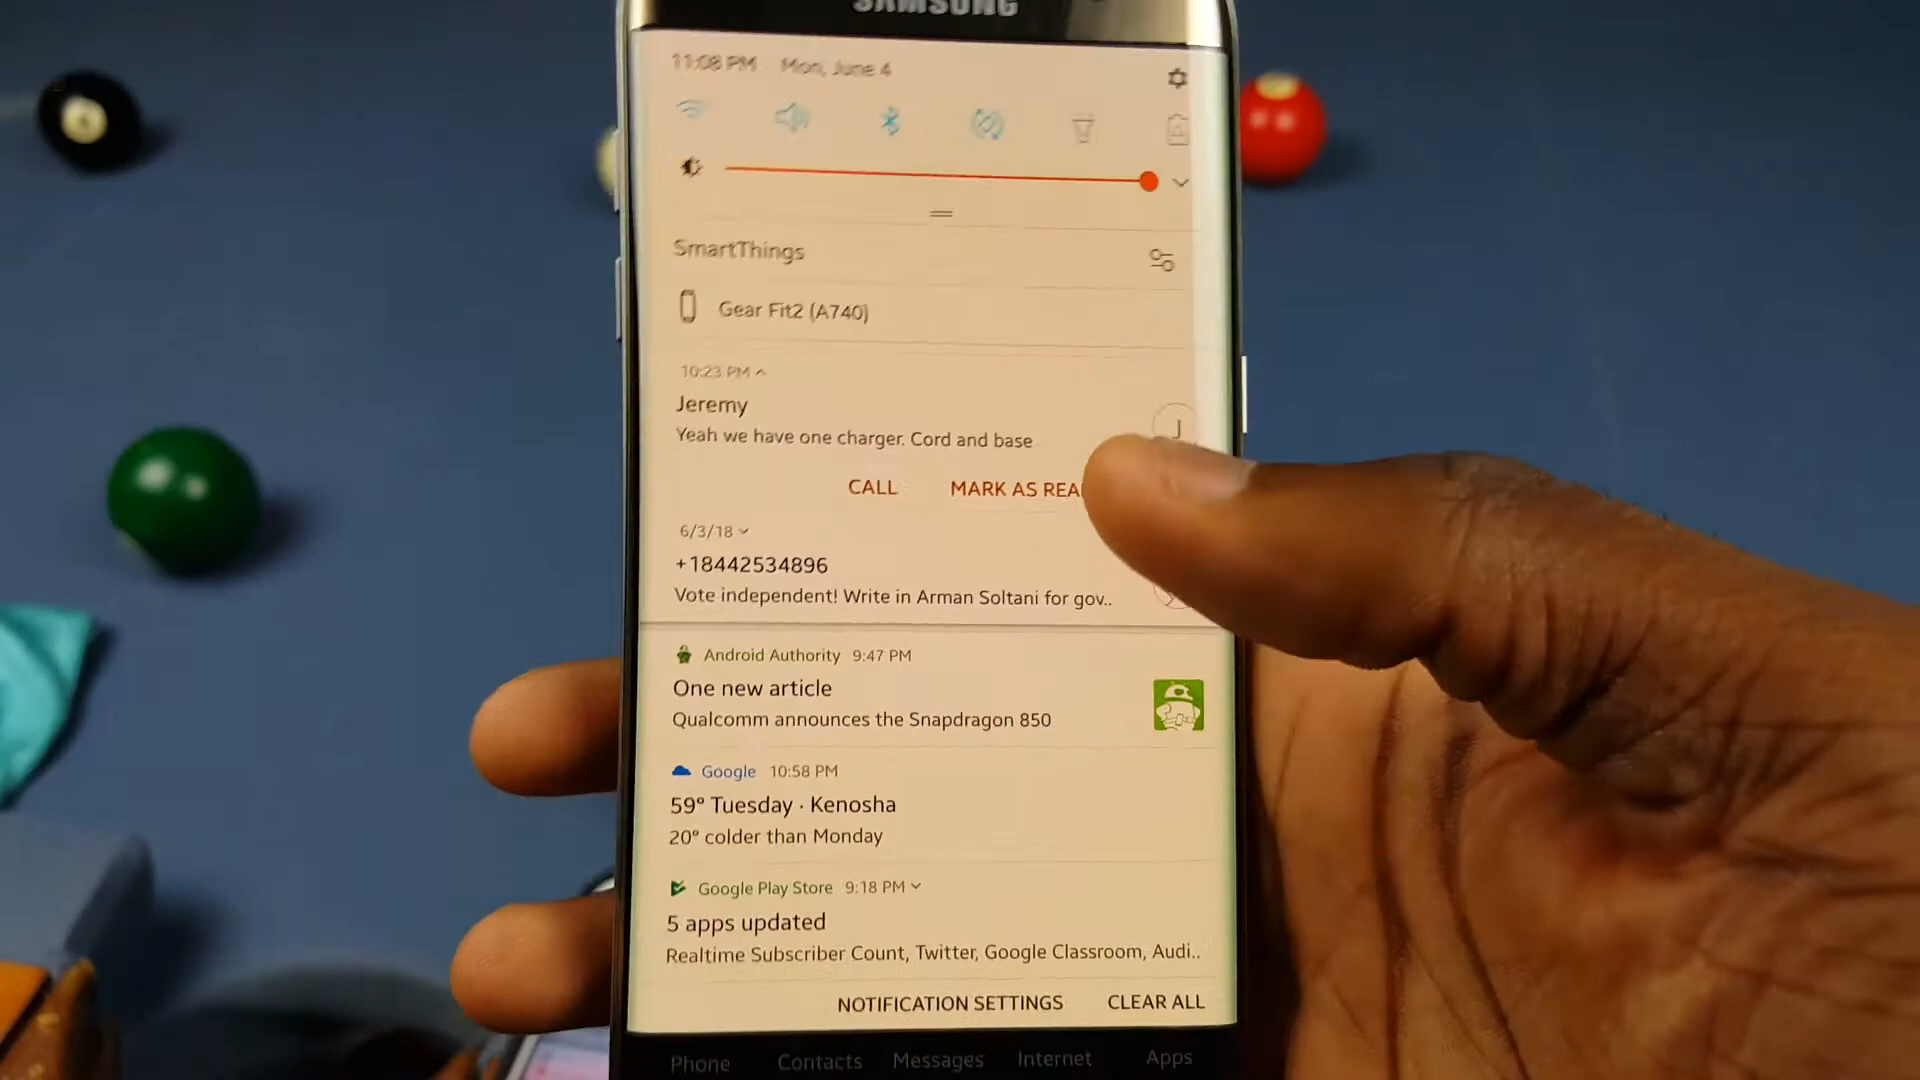 SAMSUNG
11:08 PM Mon, June 4
SmartThings
Gear Fit2 (A740)
10:23 PM
Jeremy
J
Yeah we have one charger. Cord and base
CALL MARK AS REA
6/3/18
+18442534896
Vote independent! Write in Arman Soltani for gov..
Android Authority 9:47 PM
One new article
Qualcomm announces the Snapdragon 850
Google 10:58 PM
59° Tuesday · Kenosha
20° colder than Monday
Google Play Store 9:18 PM
5 apps updated
Realtime Subscriber Count, Twitter, Google Classroom, Audi..
NOTIFICATION SETTINGS CLEAR ALL
Phone Contacts Messages Internet Apps